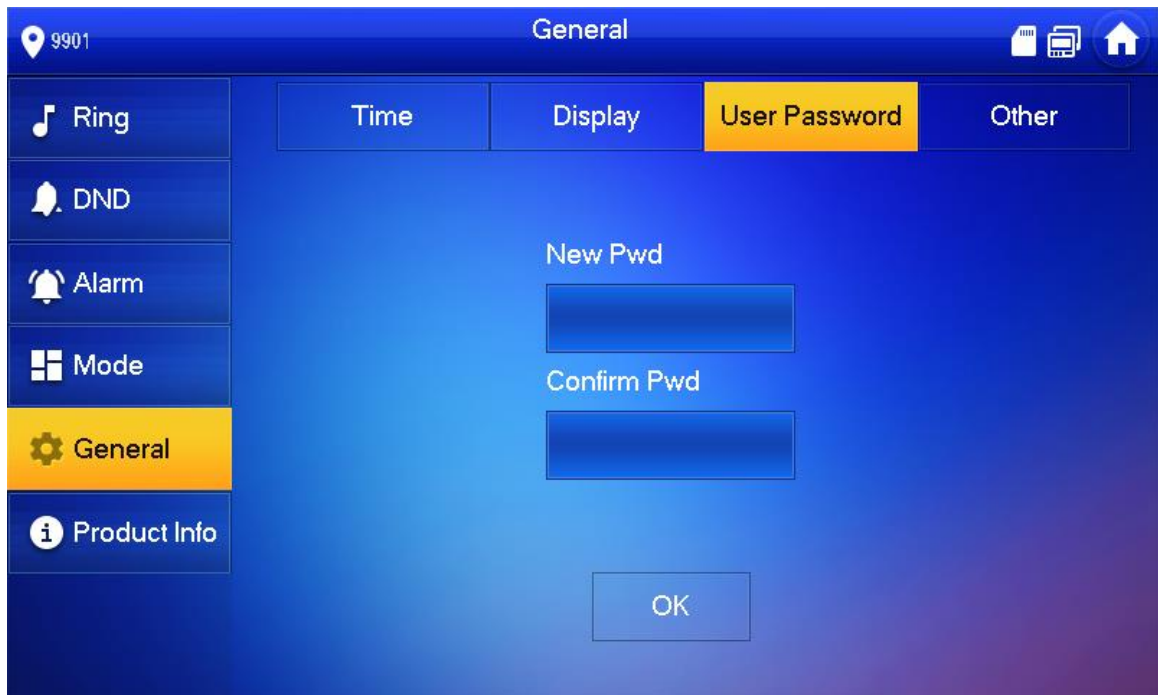 9901
General
Ring
DND
Alarm
Mode
General
Product Info
Time
Display
User Password
Other
New Pwd
Confirm Pwd
OK